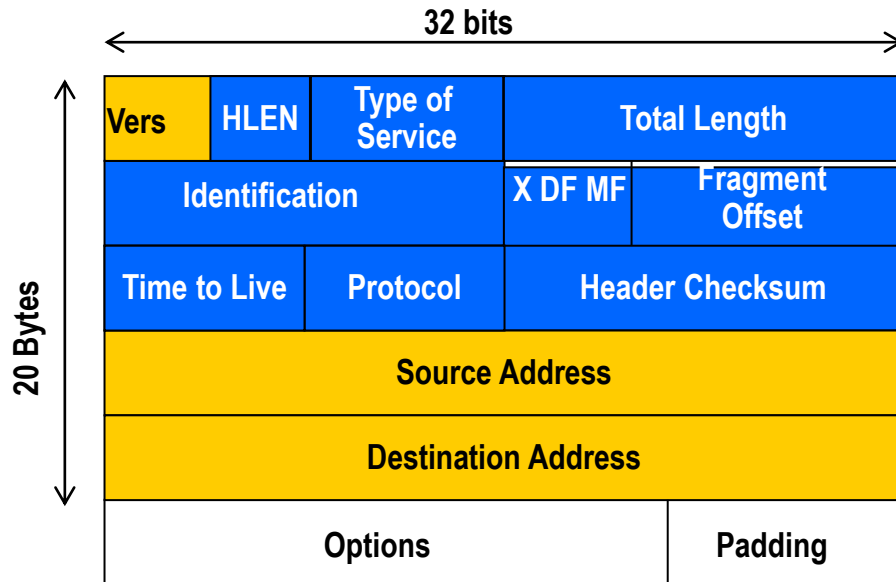 32 bits
20 Bytes
Vers
HLEN
Type of
Service
Total Length
Identification
X DF MF
Fragment
Offset
Time to Live
Protocol
Header Checksum
Source Address
Destination Address
Options
Padding